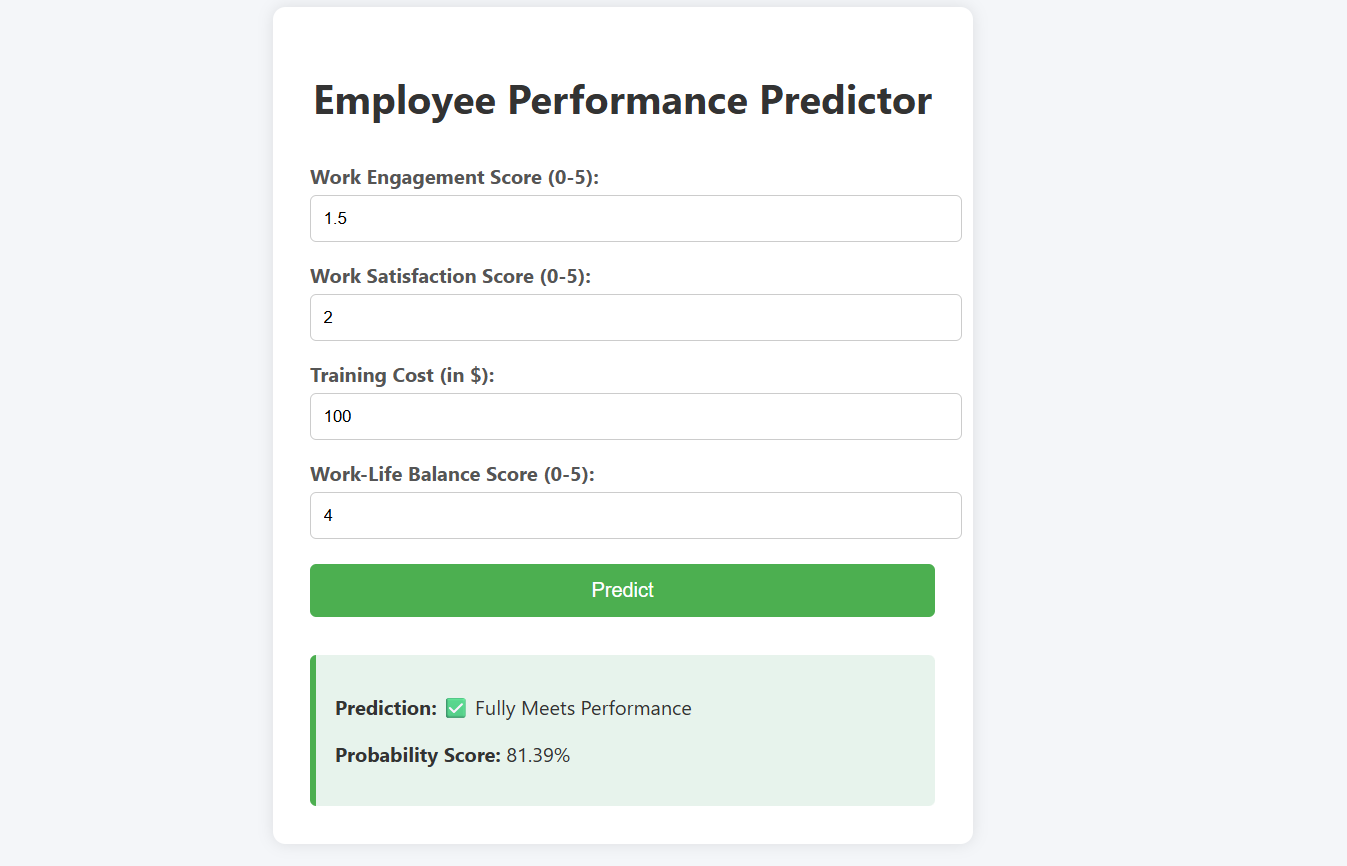 Employee Performance Predictor
Work Engagement Score (0-5):
1.5
Work Satisfaction Score (0-5):
2
Training Cost (in $):
100
Work-Life Balance Score (0-5):
4
Predict
Prediction: ✅ Fully Meets Performance
Probability Score: 81.39%